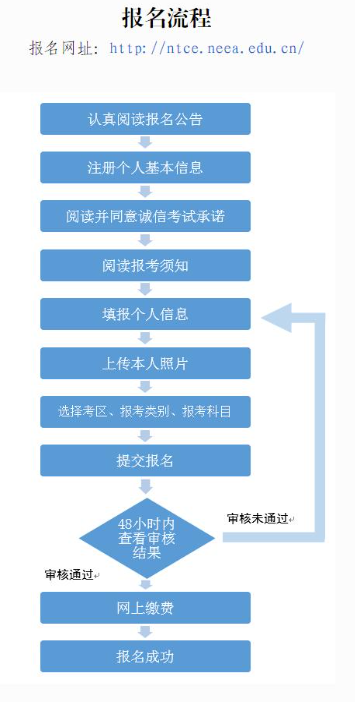 报名流程
报名网址：http://ntce.neea.edu.cn/
认真阅读报名公告
注册个人基本信息
阅读并同意诚信考试承诺
阅读报考须知
填报个人信息
上传本人照片
选择考区、报考类别、报考科目
提交报名
48小时内
查看审核
结果
审核未通过
审核通过
网上缴费
报名成功